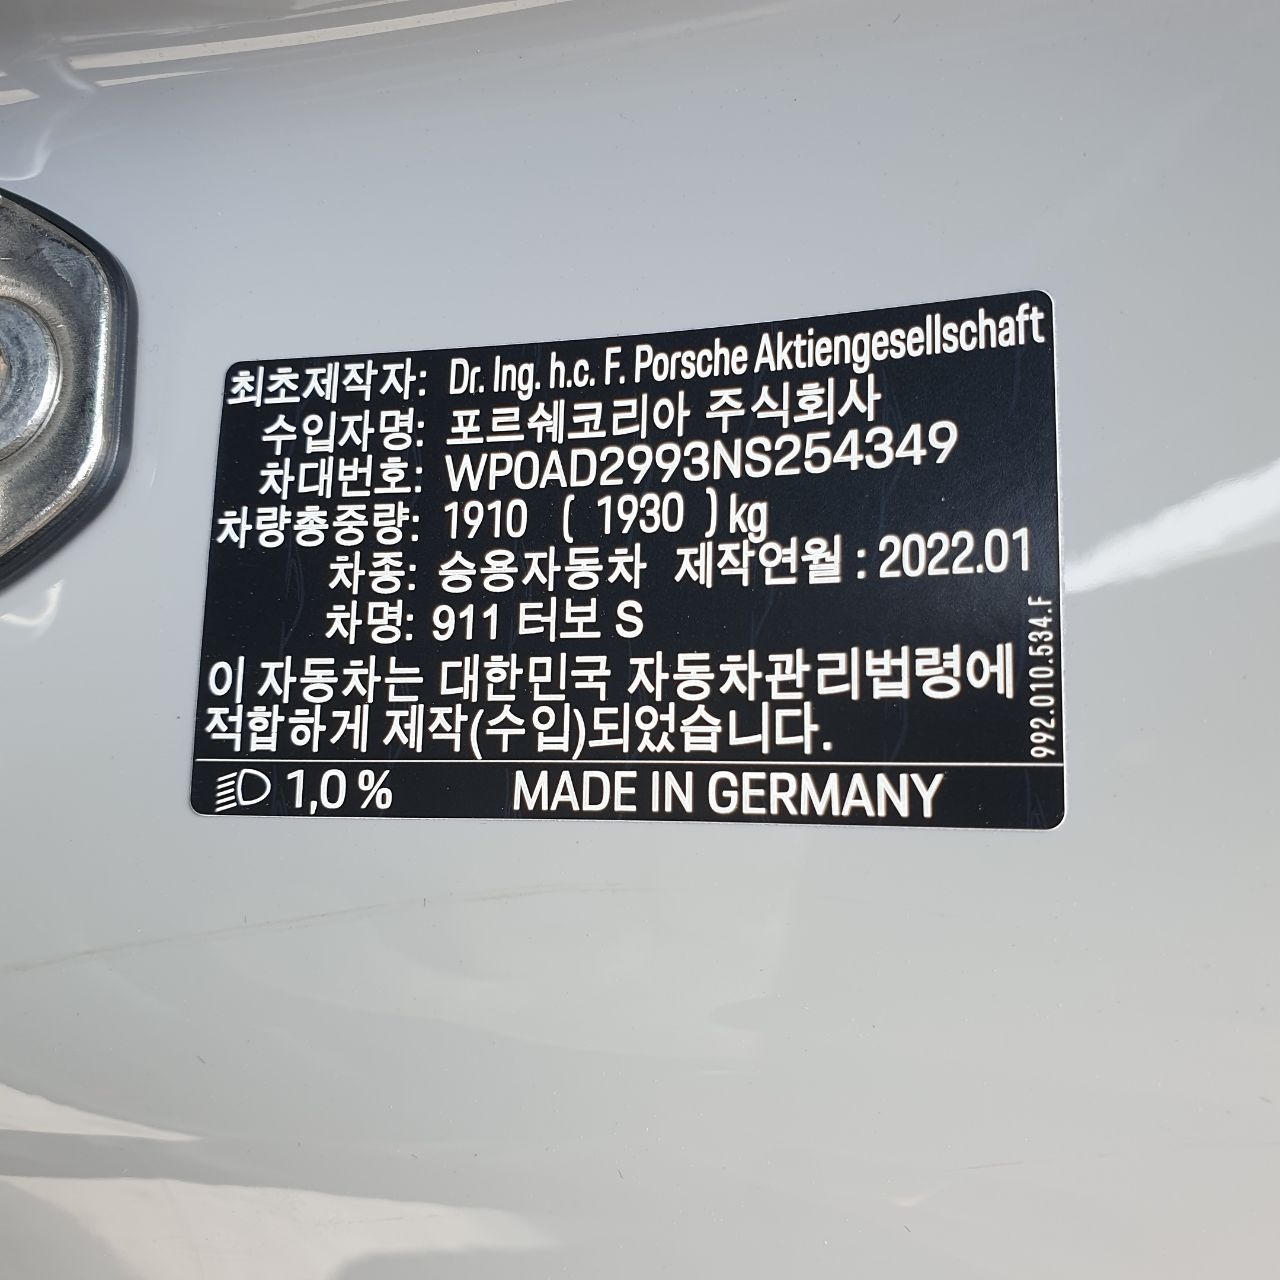 최초제작자: Dr. Ing. h.c. F. Porsche Aktiengesellschaft
수입자명: 포르쉐코리아 주식회사
차대번호: WP0AD2993NS254349
차량총중량: 1910 ( 1930 ) kg
차종: 승용자동차 제작연월 : 2022.01
차명: 911 터보 S
이 자동차는 대한민국 자동차관리법령에
적합하게 제작(수입)되었습니다.
1,0 % MADE IN GERMANY
992.010.534.F